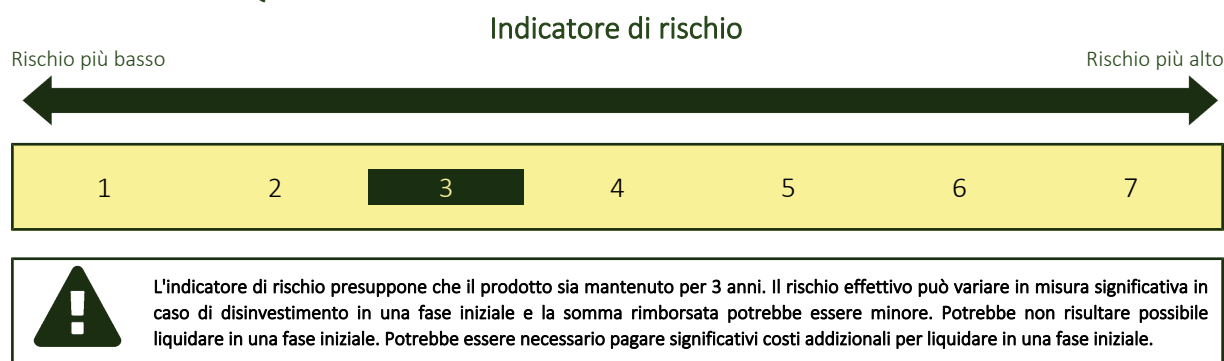 Indicatore di rischio
Rischio più basso
Rischio più alto
1 2 3 4 5 6 7
L'indicatore di rischio presuppone che il prodotto sia mantenuto per 3 anni. Il rischio effettivo può variare in misura significativa in
caso di disinvestimento in una fase iniziale e la somma rimborsata potrebbe essere minore. Potrebbe non risultare possibile
liquidare in una fase iniziale. Potrebbe essere necessario pagare significativi costi addizionali per liquidare in una fase iniziale.